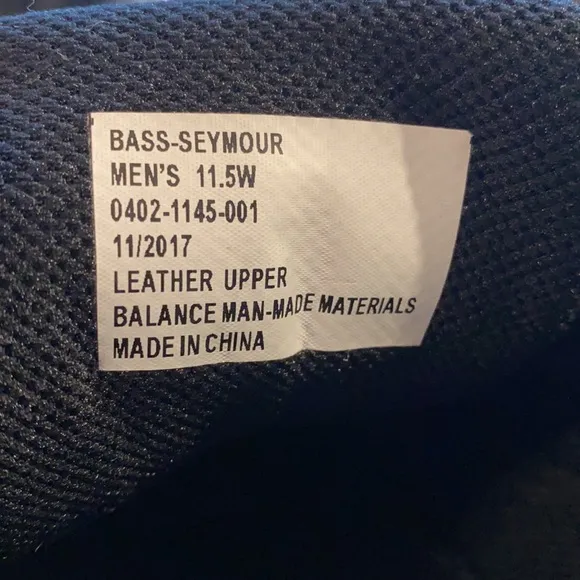 BASS-SEYMOUR
MEN'S 11.5W
0402-1145-001
11/2017
LEATHER UPPER
BALANCE MAN-MADE MATERIALS
MADE IN CHINA